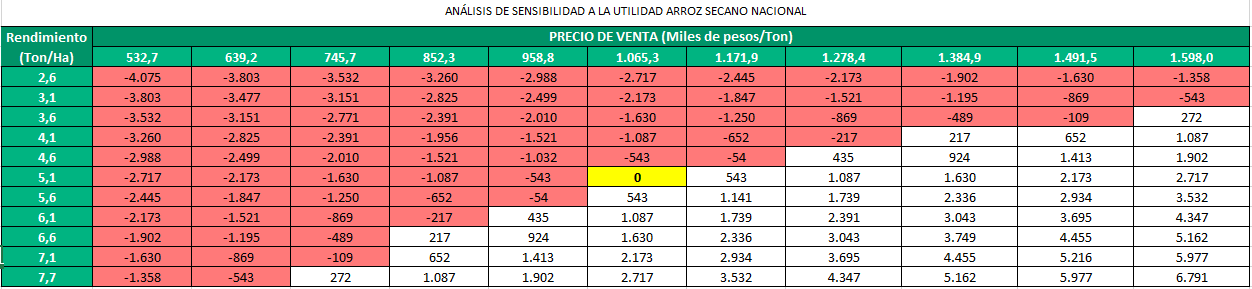 ANÁLISIS DE SENSIBILIDAD A LA UTILIDAD ARROZ SECANO NACIONAL
Rendimiento (Ton/Ha) PRECIO DE VENTA (Miles de pesos/Ton)
532,7 639,2 745,7 852,3 958,8 1.065,3 1.171,9 1.278,4 1.384,9 1.491,5 1.598,0
2,6 -4.075 -3.803 -3.532 -3.260 -2.988 -2.717 -2.445 -2.173 -1.902 -1.630 -1.358
3,1 -3.803 -3.477 -3.151 -2.825 -2.499 -2.173 -1.847 -1.521 -1.195 -869 -543
3,6 -3.532 -3.151 -2.771 -2.391 -2.010 -1.630 -1.250 -869 -489 -109 272
4,1 -3.260 -2.825 -2.391 -1.956 -1.521 -1.087 -652 -217 217 652 1.087
4,6 -2.988 -2.499 -2.010 -1.521 -1.032 -543 -54 435 924 1.413 1.902
5,1 -2.717 -2.173 -1.630 -1.087 -543 0 543 1.087 1.630 2.173 2.717
5,6 -2.445 -1.847 -1.250 -652 -54 543 1.141 1.739 2.336 2.934 3.532
6,1 -2.173 -1.521 -869 -217 435 1.087 1.739 2.391 3.043 3.695 4.347
6,6 -1.902 -1.195 -489 217 924 1.630 2.336 3.043 3.749 4.455 5.162
7,1 -1.630 -869 -109 652 1.413 2.173 2.934 3.695 4.455 5.216 5.977
7,7 -1.358 -543 272 1.087 1.902 2.717 3.532 4.347 5.162 5.977 6.791